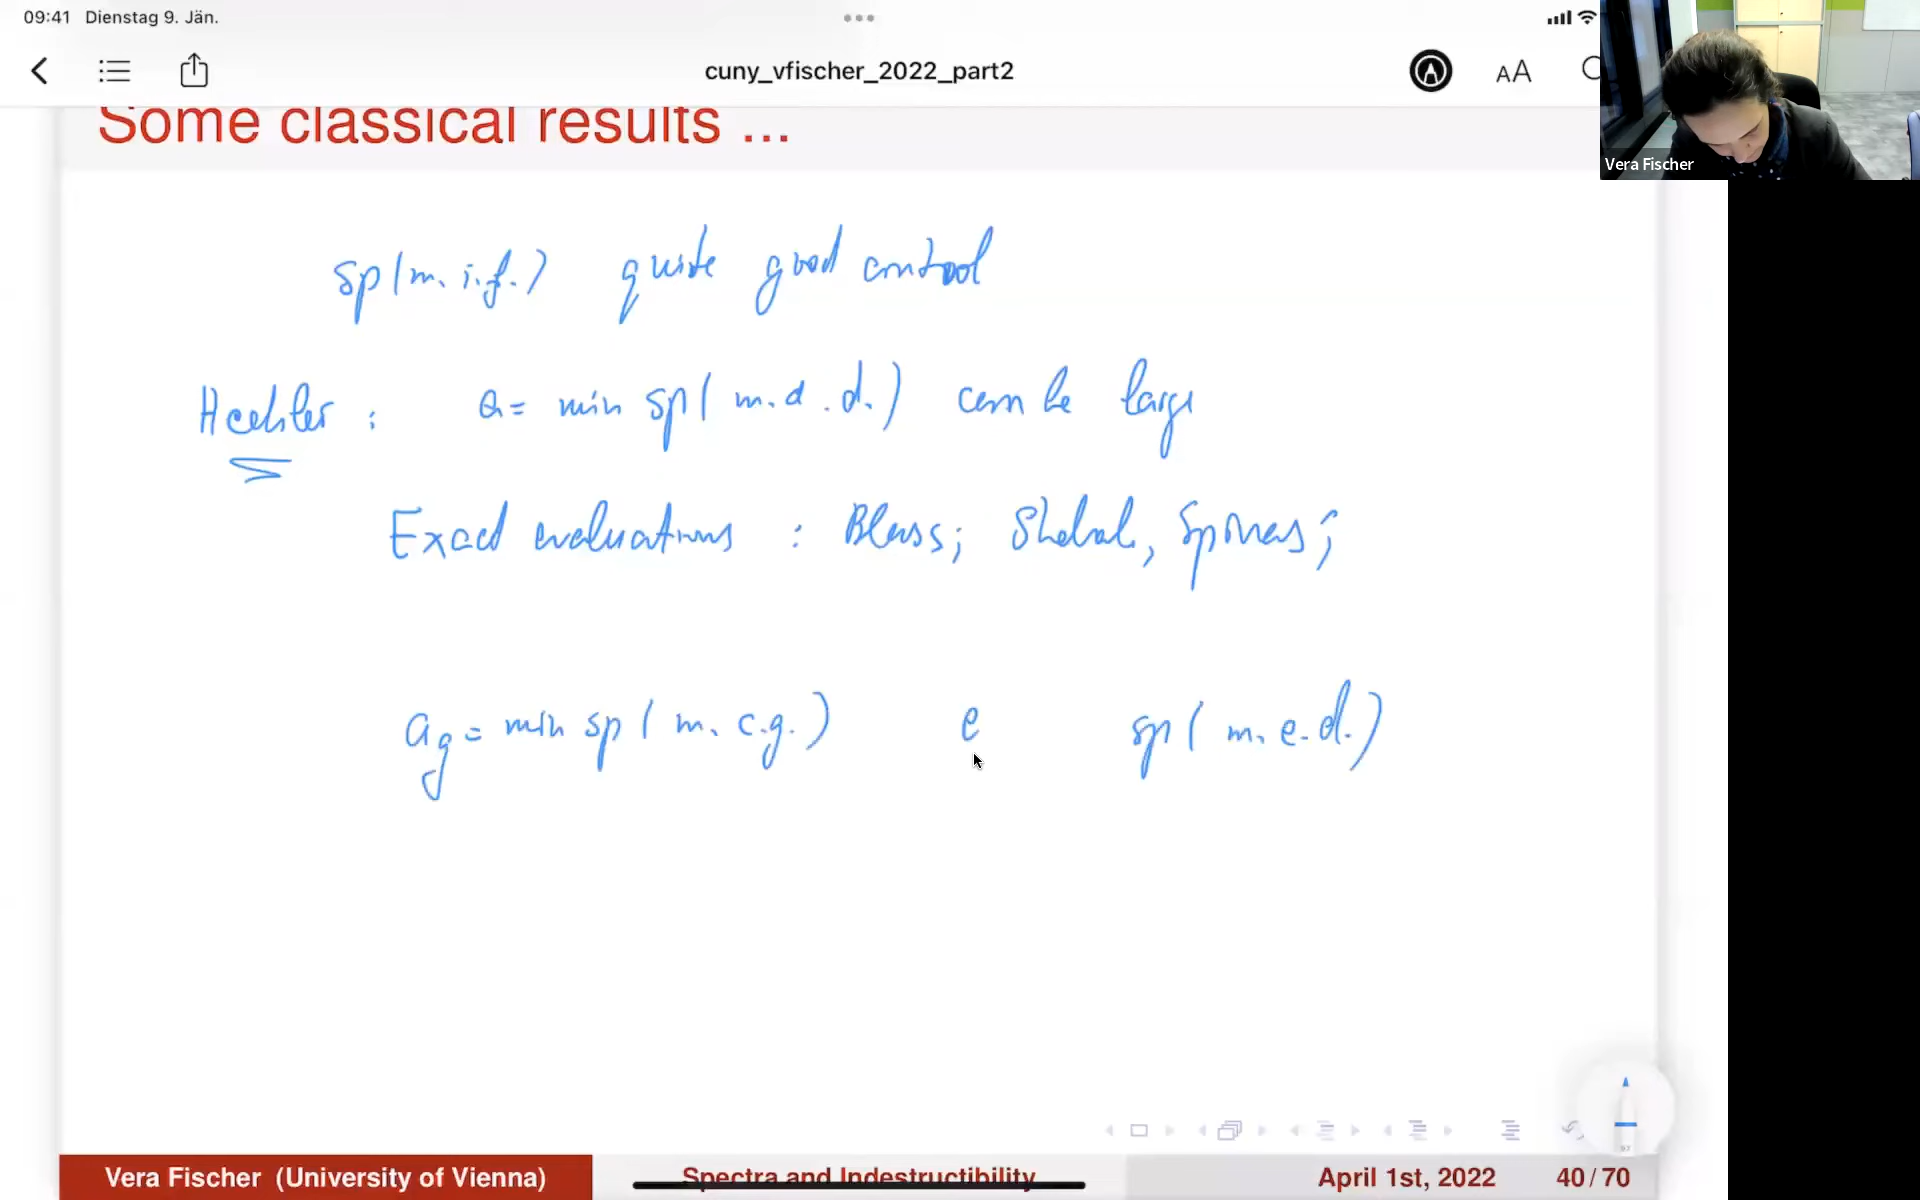 09:41 Dienstag 9. Jän.
cuny_vfischer_2022_part2
AA
Vera Fischer
Some classical results ...
sp(m. i.f.) quite good control
Hechler : a = min sp( m.a.d.) can be large
Exact evaluations : Blass; Shelah, Spinas;
a_g = min sp( m. c.g.) e sp( m. e.d.)
Vera Fischer (University of Vienna) Spectra and Indestructibility April 1st, 2022 40 / 70